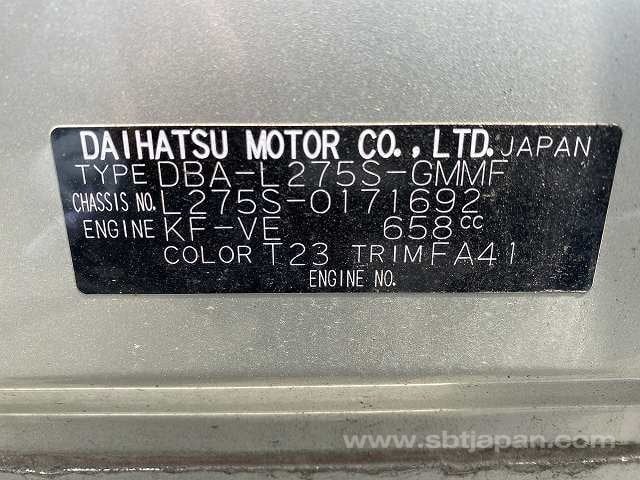 DAIHATSU MOTOR CO., LTD. JAPAN
TYPE DBA-L275S-GMMF
CHASSIS NO. L275S-0171692
ENGINE KF-VE 658cc
COLOR T23 TRIM FA41
ENGINE NO.
www.sbtjapan.com